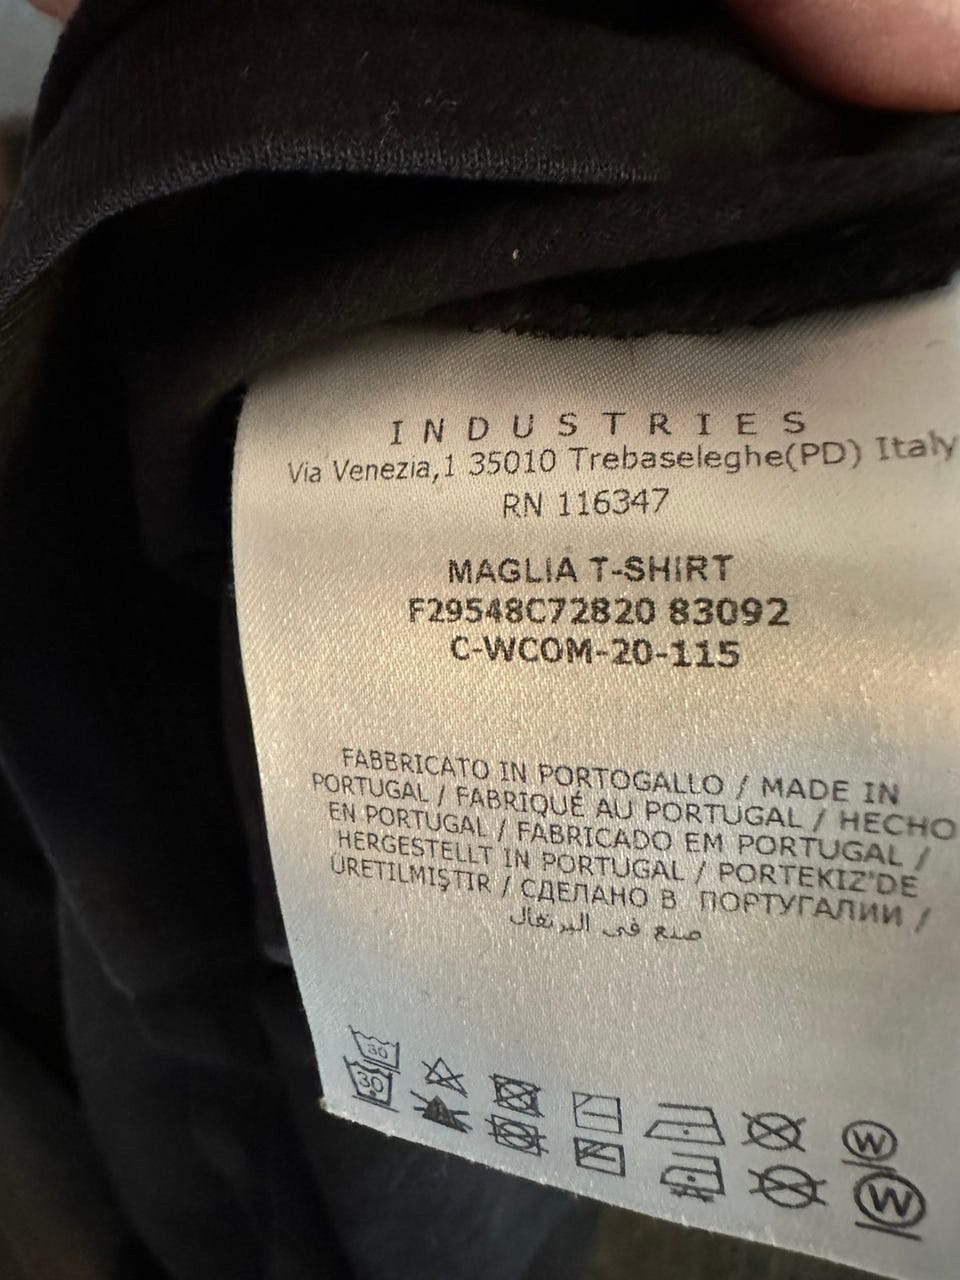 INDUSTRIES
Via Venezia,1 35010 Trebaseleghe(PD) Italy
RN 116347
MAGLIA T-SHIRT
F29548C72820 83092
C-WCOM-20-115
FABBRICATO IN PORTOGALLO / MADE IN
PORTUGAL / FABRIQUÉ AU PORTUGAL / HECHO
EN PORTUGAL / FABRICADO EM PORTUGAL /
HERGESTELLT IN PORTUGAL / PORTEKIZ'DE
ÜRETILMIŞTIR / СДЕЛАНО В ПОРТУГАЛИИ /
صنع في البرتغال
30
30
W
W